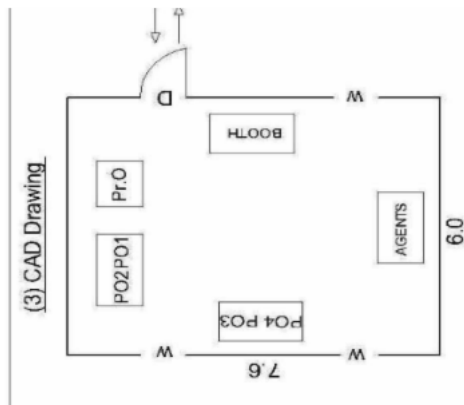 (3) CAD Drawing
D
W
BOOTH
Pr.O
PO2PO1
AGENTS
6.0
PO4 PO3
W
W
7.6